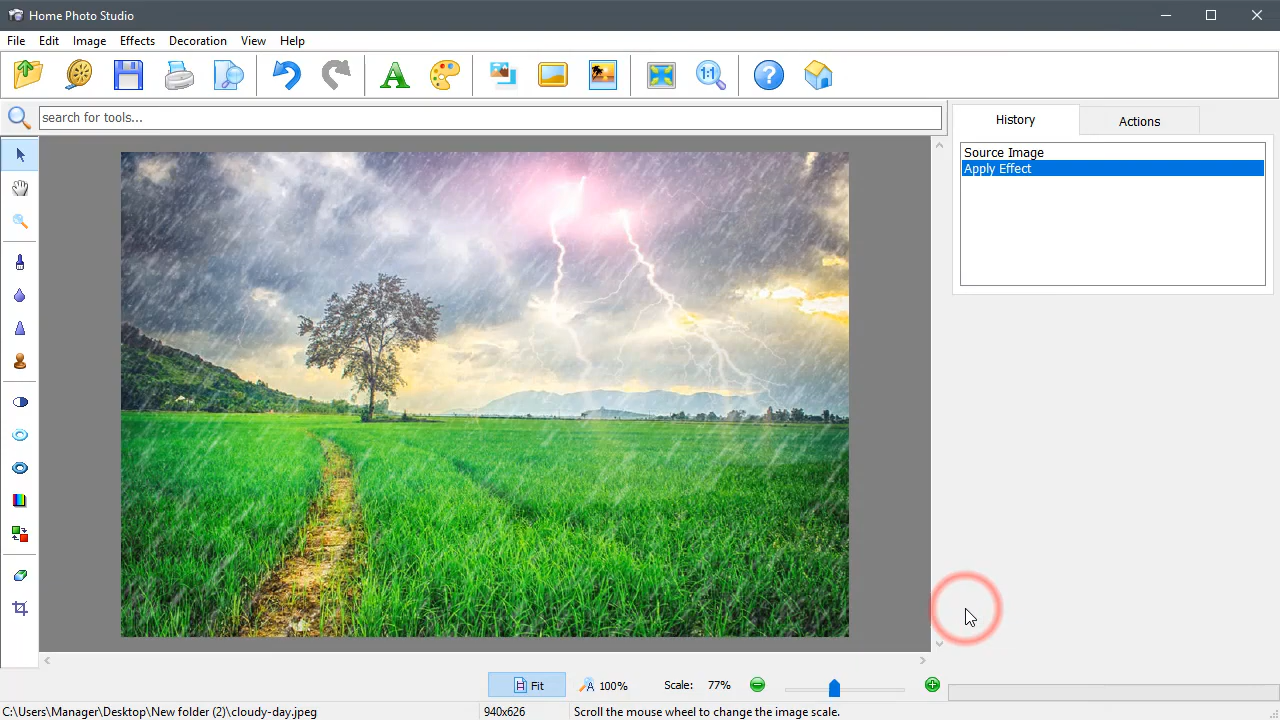 Home Photo Studio
File Edit Image Effects Decoration View Help
A 1:1 ?
search for tools...
History Actions
Source Image
Apply Effect
Fit 100% Scale: 77%
C:\Users\Manager\Desktop\New folder (2)\cloudy-day.jpeg 940x626 Scroll the mouse wheel to change the image scale.